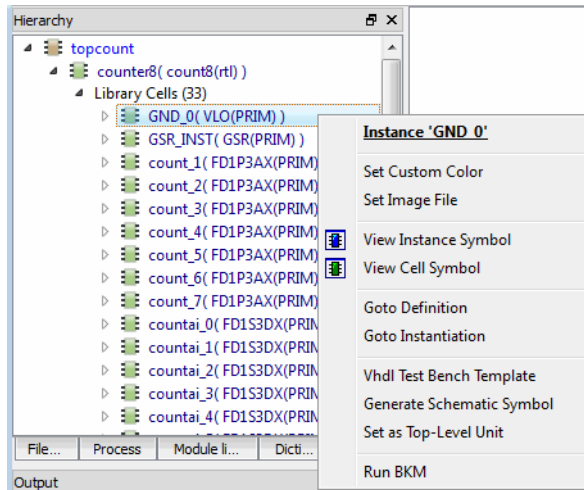 Hierarchy
topcount
counter8( count8(rtl) )
Library Cells (33)
GND_0( VLO(PRIM) )
GSR_INST( GSR(PRIM) )
count_1( FD1P3AX(PRIM)
count_2( FD1P3AX(PRIM)
count_3( FD1P3AX(PRIM)
count_4( FD1P3AX(PRIM)
count_5( FD1P3AX(PRIM)
count_6( FD1P3AX(PRIM)
count_7( FD1P3AX(PRIM)
countai_0( FD1S3DX(PRIM
countai_1( FD1S3DX(PRIM
countai_2( FD1S3DX(PRIM
countai_3( FD1S3DX(PRIM
countai_4( FD1S3DX(PRIM
File... Process Module li... Dicti...
Output
Instance 'GND_0'
Set Custom Color
Set Image File
View Instance Symbol
View Cell Symbol
Goto Definition
Goto Instantiation
Vhdl Test Bench Template
Generate Schematic Symbol
Set as Top-Level Unit
Run BKM